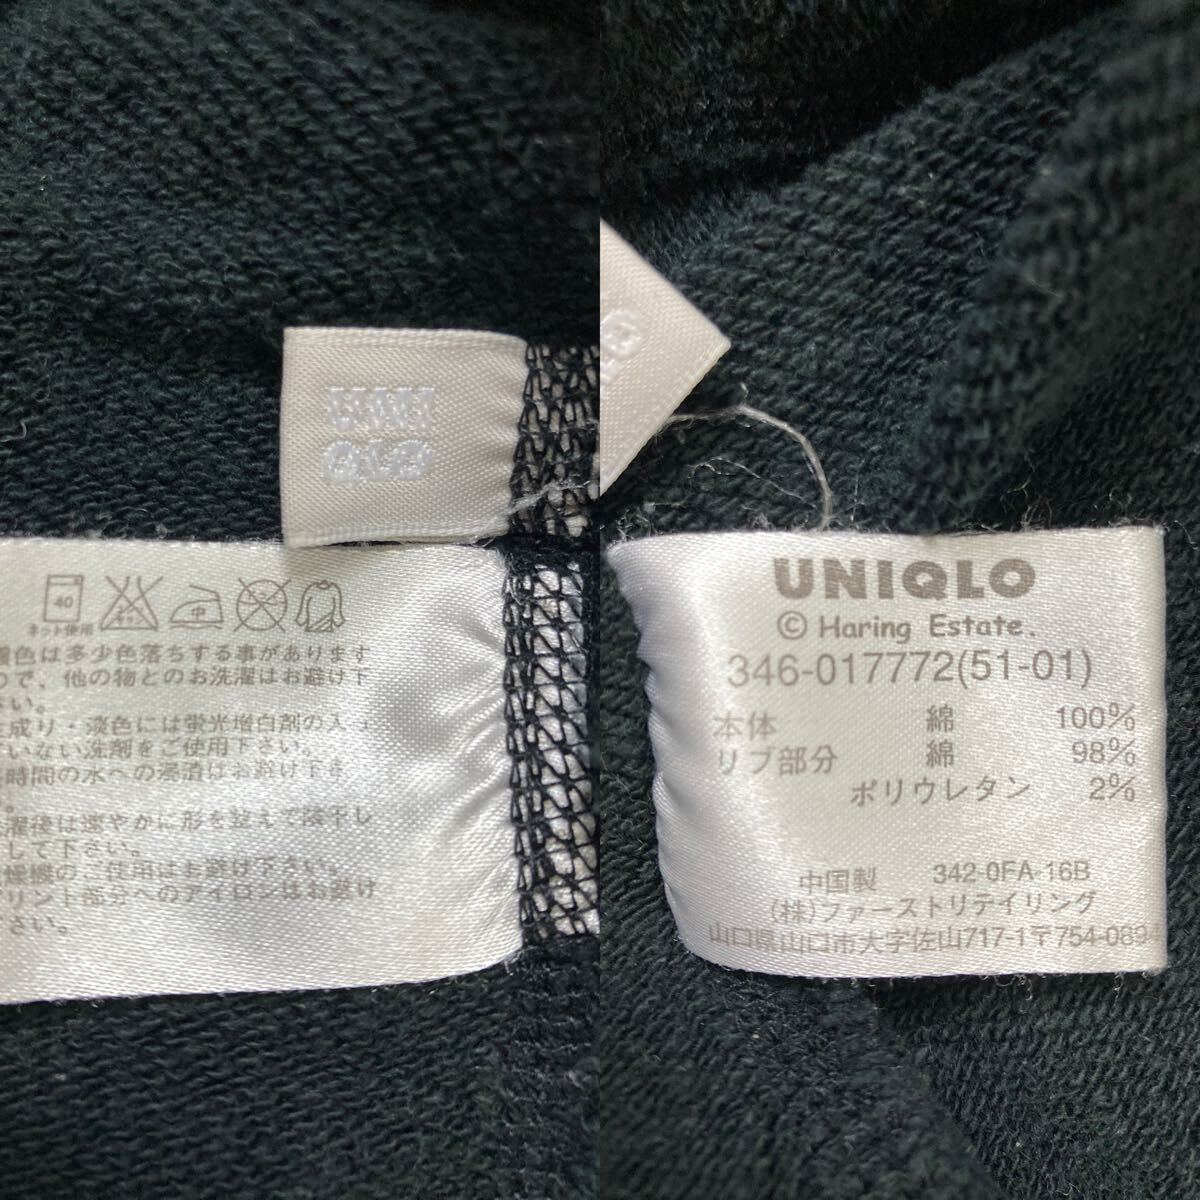 UNI
QLO
40
中
ネット使用
色は多少色落ちする事があります
で、他の物とのお洗濯はお避け下
さい。
成り・淡色には蛍光増白剤の入っ
いない洗剤をご使用下さい。
時間の水への浸漬はお避け下さ
。
濯後は速やかに形を整えて陰干し
して下さい。
燥機のご使用はお避け下さい。
リント部分へのアイロンはお避け
さい。
UNIQLO
© Haring Estate.
346-017772(51-01)
本体 綿 100%
リブ部分 綿 98%
ポリウレタン 2%
中国製 342-0FA-16B
(株)ファーストリテイリング
山口県山口市大字佐山717-1〒754-0894